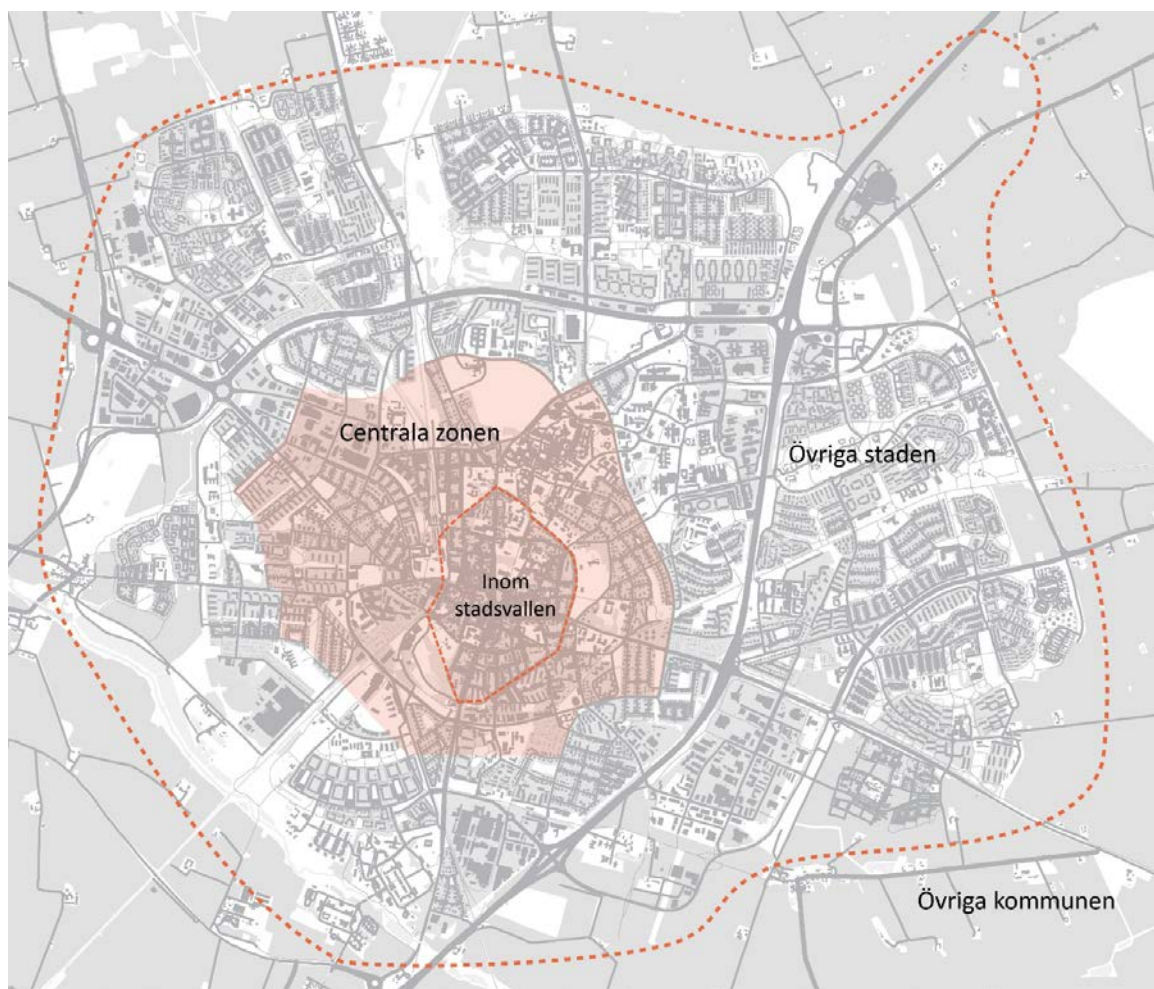 Centrala zonen
Övriga staden
Inom
stadsvallen
Övriga kommunen